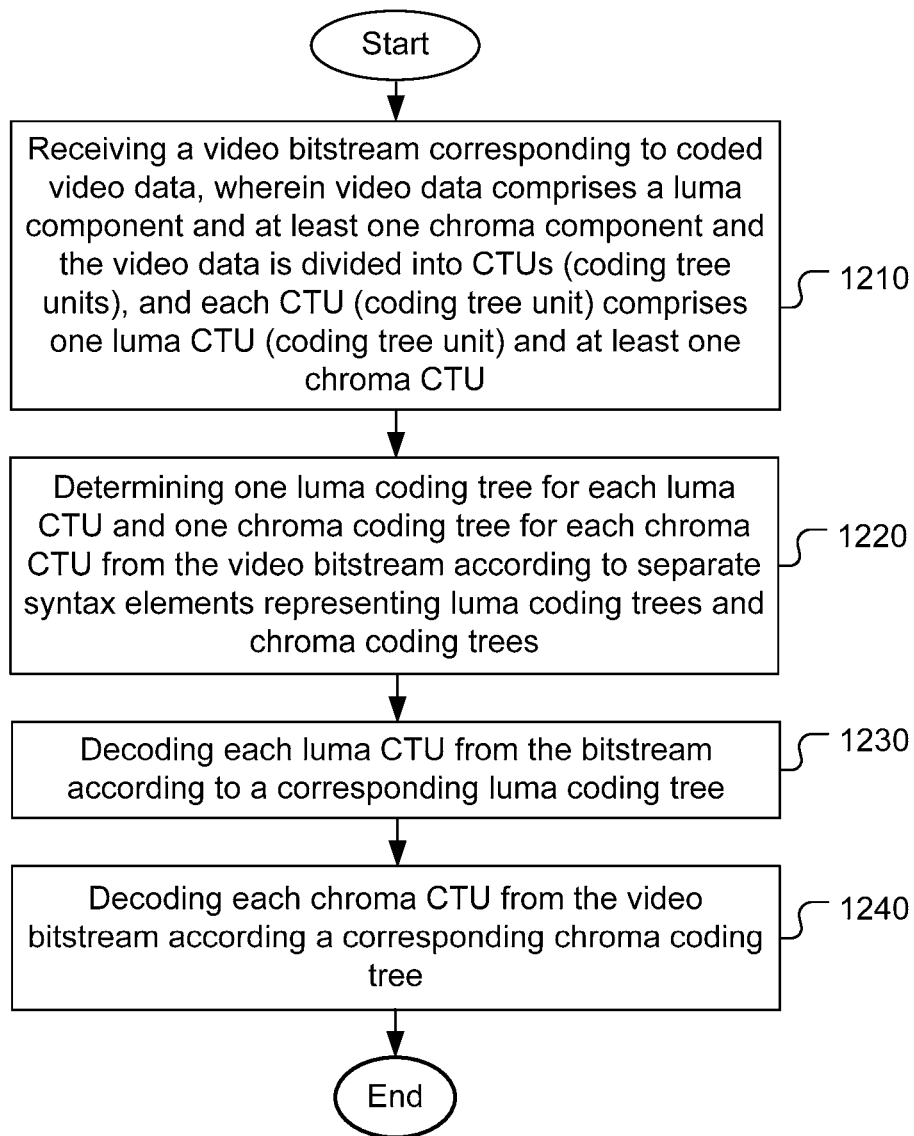 Start
Receiving a video bitstream corresponding to coded
video data, wherein video data comprises a luma
component and at least one chroma component and
the video data is divided into CTUs (coding tree
units), and each CTU (coding tree unit) comprises
one luma CTU (coding tree unit) and at least one
chroma CTU
1210
Determining one luma coding tree for each luma
CTU and one chroma coding tree for each chroma
CTU from the video bitstream according to separate
syntax elements representing luma coding trees and
chroma coding trees
1220
Decoding each luma CTU from the bitstream
according to a corresponding luma coding tree
1230
Decoding each chroma CTU from the video
bitstream according a corresponding chroma coding
tree
1240
End